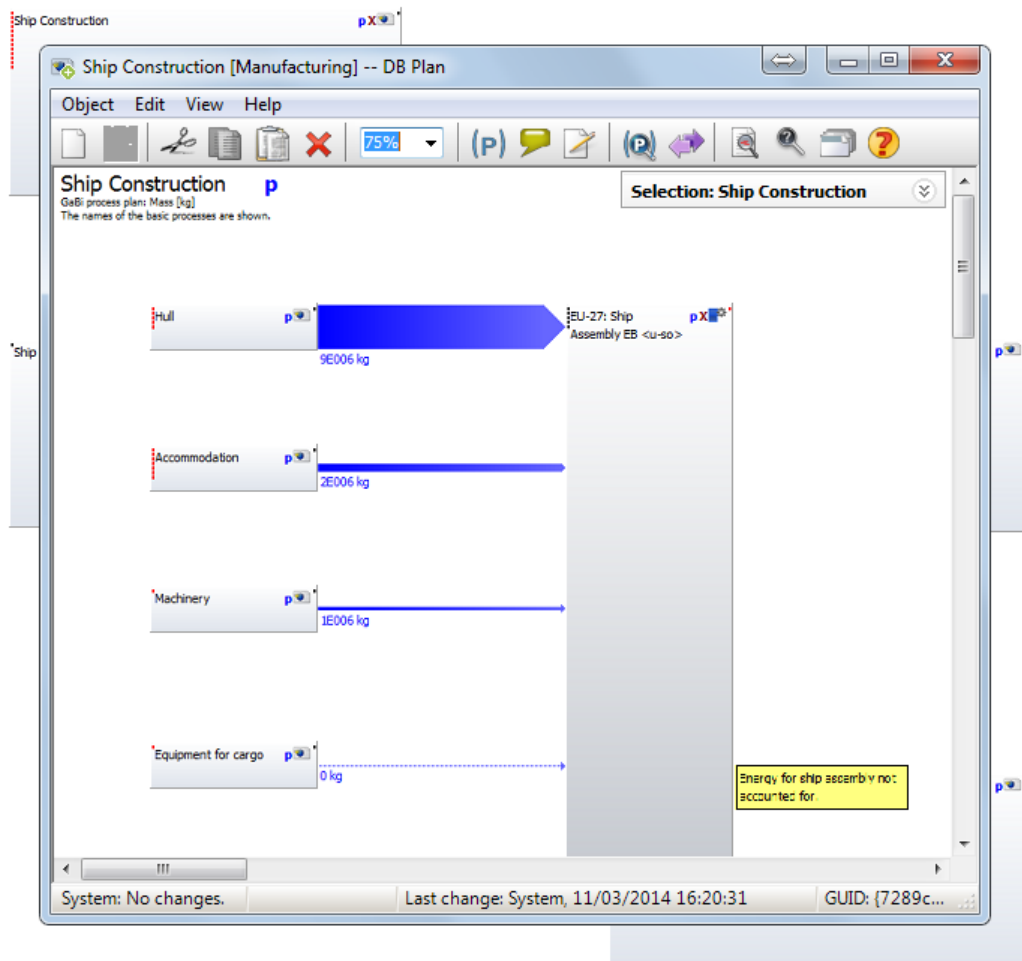 Ship Construction pX
Ship Construction [Manufacturing] -- DB Plan
X
Object Edit View Help
75% (P) (P) ? ?
Ship Construction p
GaBi process plan: Mass [kg]
The names of the basic processes are shown.
Selection: Ship Construction
Hull p
9E006 kg
EU-27: Ship pX
Assembly EB <u-so>
Ship
p
Accommodation p
2E006 kg
Machinery p
1E006 kg
Equipment for cargo p
0 kg
Energy for ship assembly not
accounted for.
p
System: No changes.
Last change: System, 11/03/2014 16:20:31
GUID: {7289c...